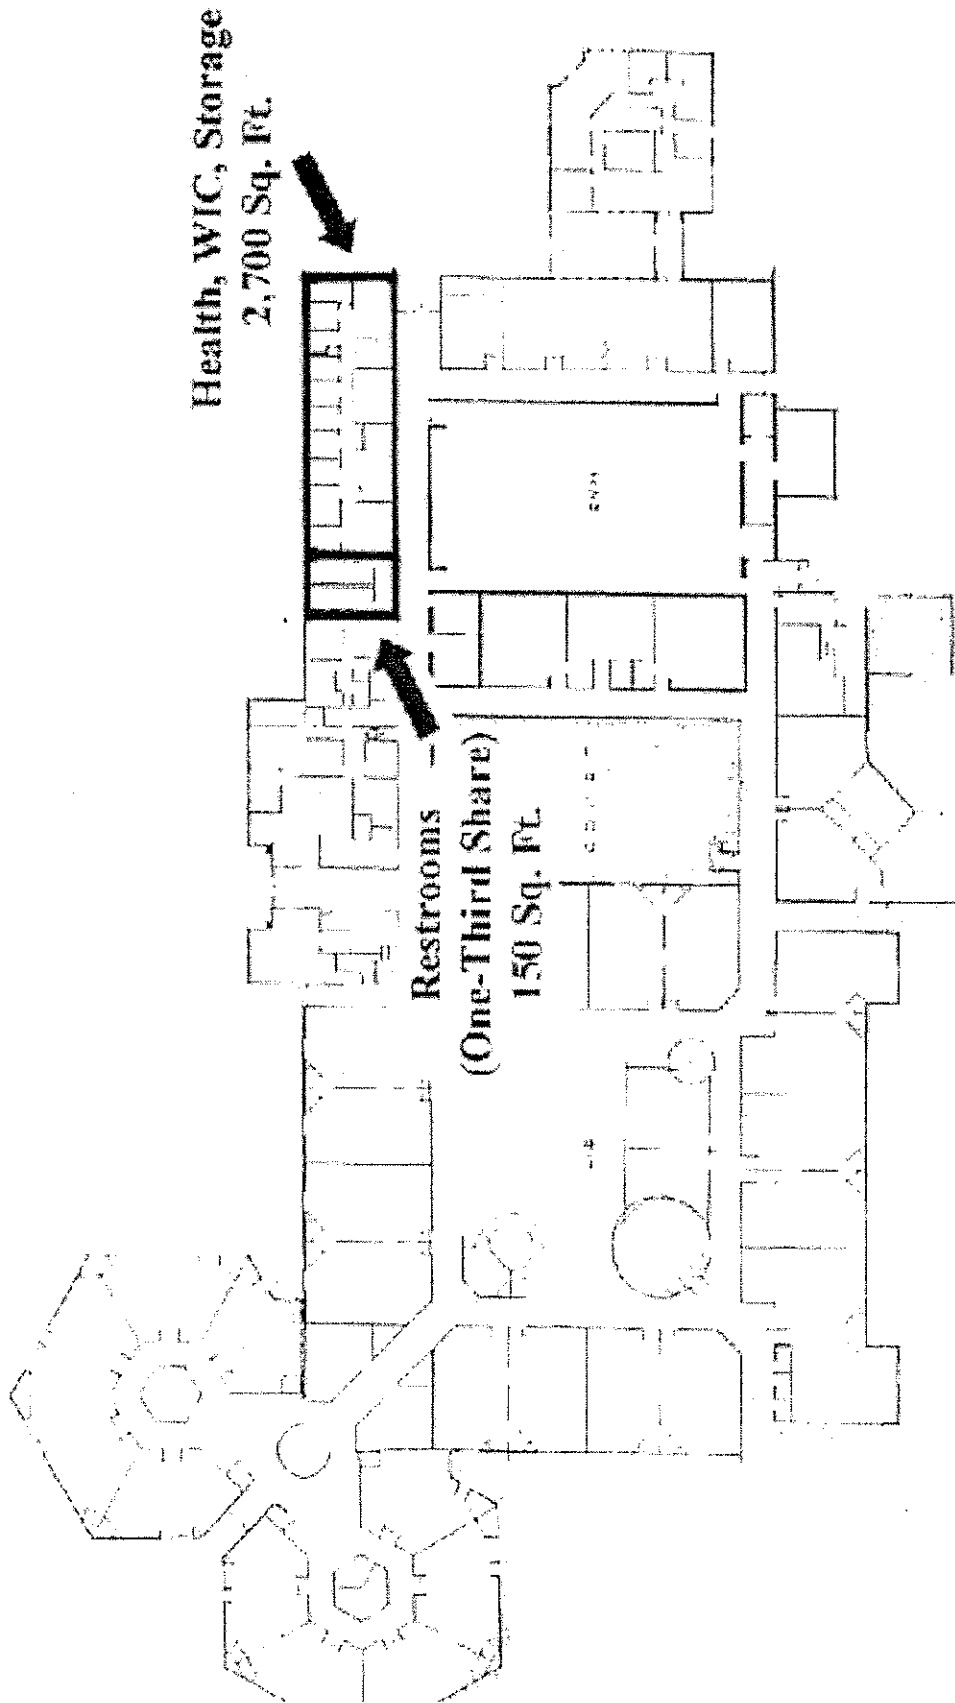 Health, WIC, Storage
2,700 Sq. Ft.
Restrooms
(One-Third Share)
150 Sq. Ft.